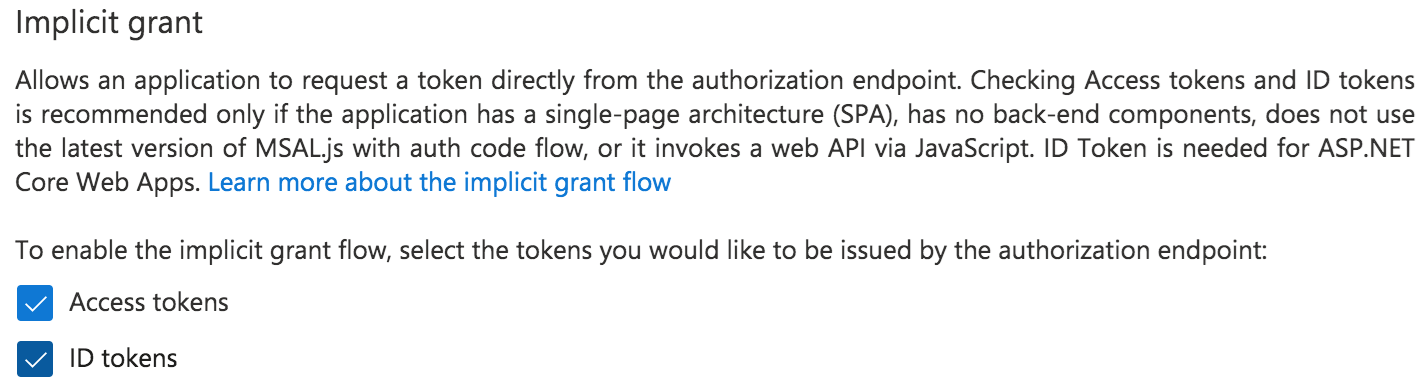 Implicit grant
Allows an application to request a token directly from the authorization endpoint. Checking Access tokens and ID tokens
is recommended only if the application has a single-page architecture (SPA), has no back-end components, does not use
the latest version of MSAL.js with auth code flow, or it invokes a web API via JavaScript. ID Token is needed for ASP.NET
Core Web Apps. Learn more about the implicit grant flow
To enable the implicit grant flow, select the tokens you would like to be issued by the authorization endpoint:
Access tokens
ID tokens